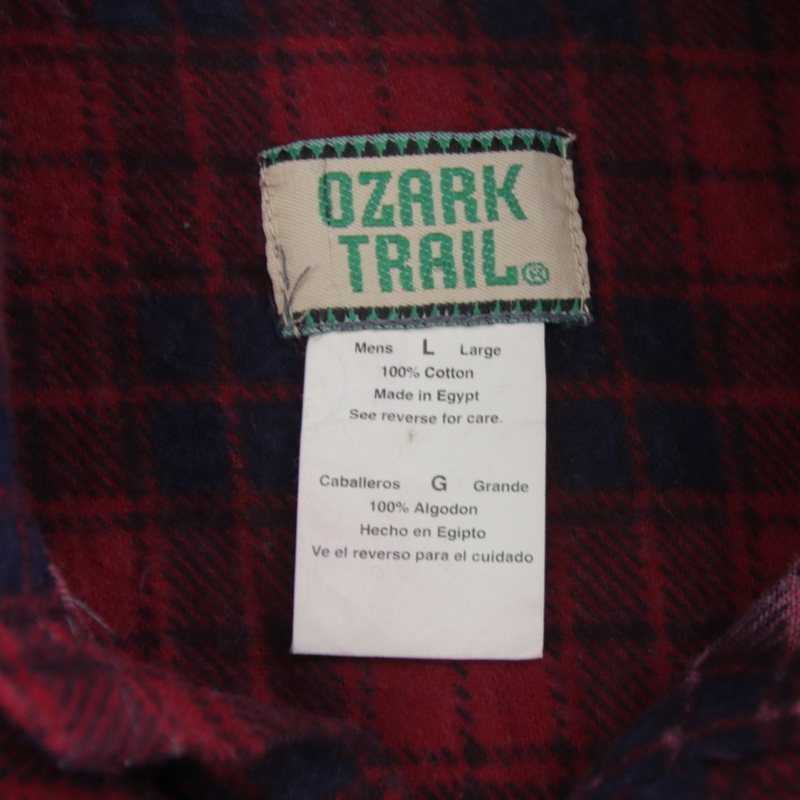 OZARK
TRAIL®
Mens L Large
100% Cotton
Made in Egypt
See reverse for care.
Caballeros G Grande
100% Algodon
Hecho en Egipto
Ve el reverso para el cuidado